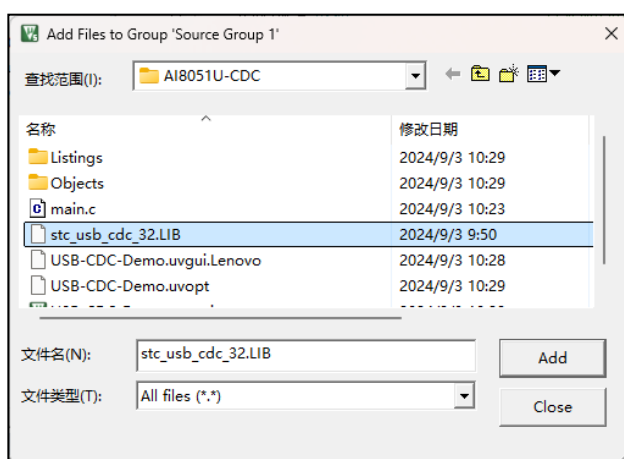 Add Files to Group 'Source Group 1'
查找范围(I): AI8051U-CDC
名称 修改日期
Listings 2024/9/3 10:29
Objects 2024/9/3 10:29
main.c 2024/9/3 10:23
stc_usb_cdc_32.LIB 2024/9/3 9:50
USB-CDC-Demo.uvgui.Lenovo 2024/9/3 10:28
USB-CDC-Demo.uvopt 2024/9/3 10:29
文件名(N): stc_usb_cdc_32.LIB Add
文件类型(T): All files (*.*) Close